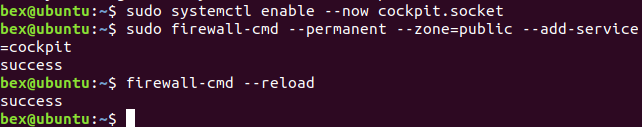 bex@ubuntu:~$ sudo systemctl enable --now cockpit.socket
bex@ubuntu:~$ sudo firewall-cmd --permanent --zone=public --add-service
=cockpit
success
bex@ubuntu:~$ firewall-cmd --reload
success
bex@ubuntu:~$